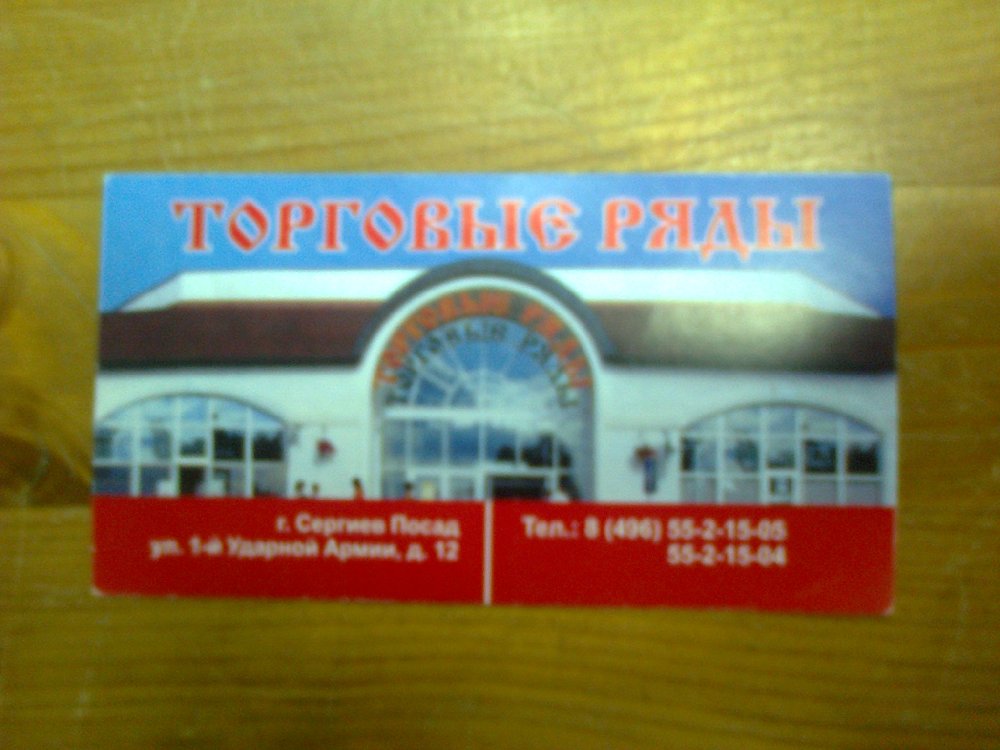 ТОРГОВЫЕ РЯДЫ
ТОРГОВЫЕ РЯДЫ
г. Сергиев Посад
ул. 1-й Ударной Армии, д. 12
Тел.: 8 (496) 55-2-15-05
55-2-15-04